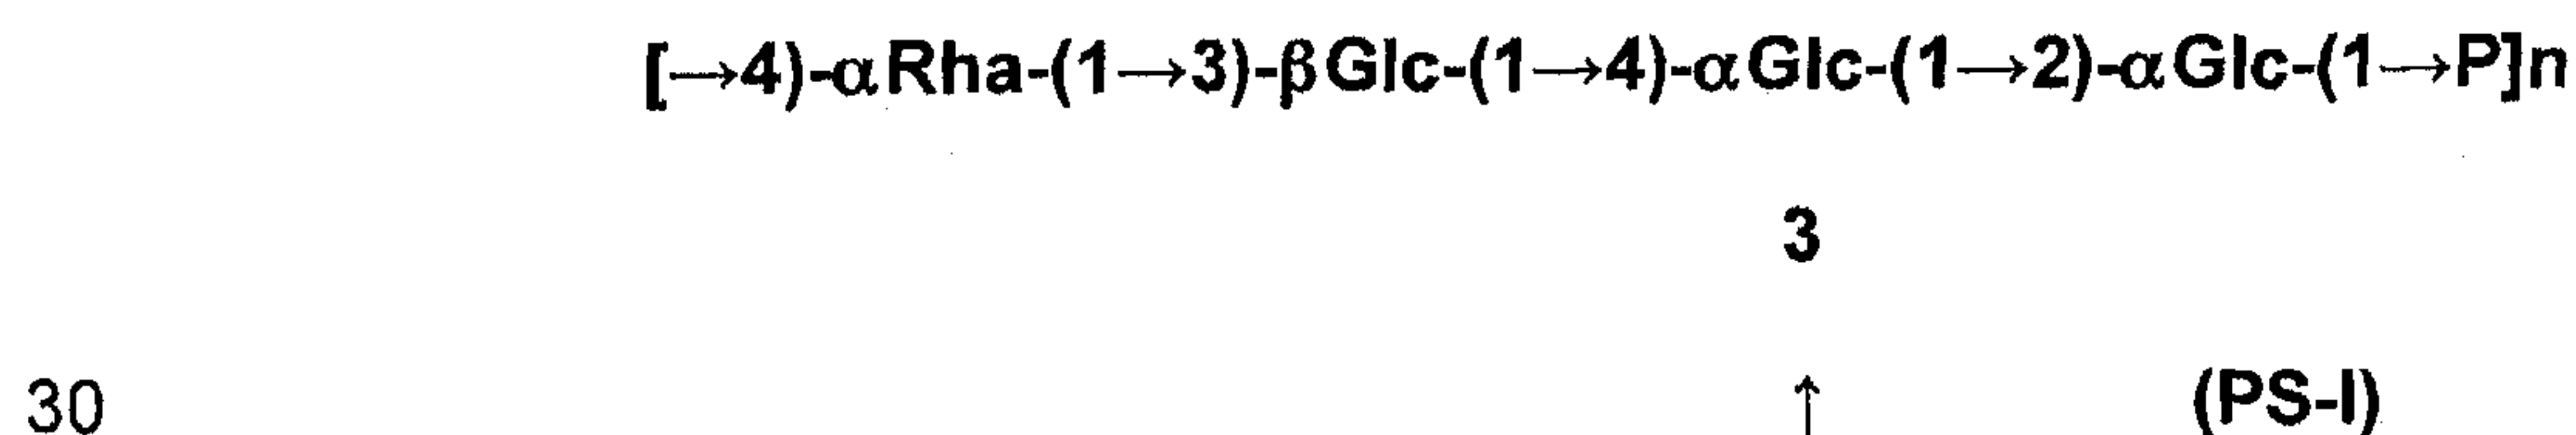 [→4)-αRha-(1→3)-βGlc-(1→4)-αGlc-(1→2)-αGlc-(1→P]n
3
30 ↑ (PS-I)